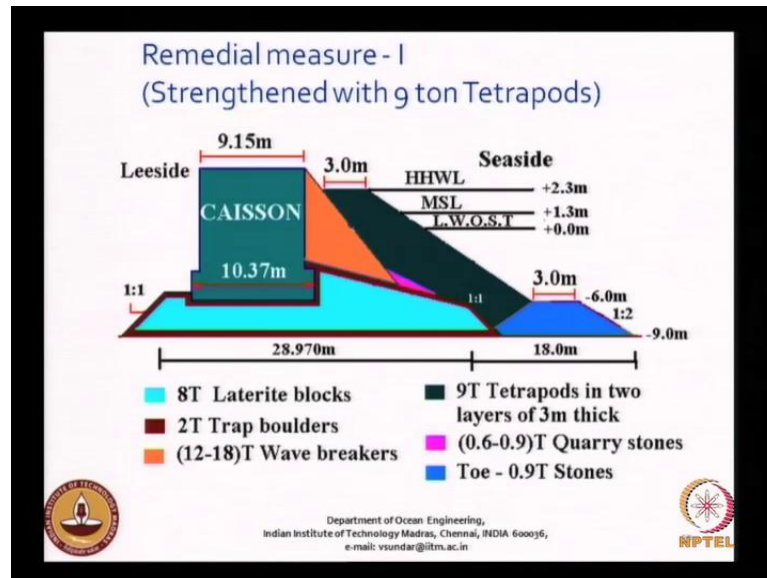 Remedial measure - I
(Strengthened with 9 ton Tetrapods)
9.15m
3.0m
Seaside
Leeside
HHWL
+2.3m
MSL
+1.3m
L.W.O.S.T
+0.0m
CAISSON
10.37m
3.0m
-6.0m
1:1
1:1
1:2
-9.0m
28.970m
18.0m
8T Laterite blocks
2T Trap boulders
(12-18)T Wave breakers
9T Tetrapods in two
layers of 3m thick
(0.6-0.9)T Quarry stones
Toe - 0.9T Stones
Department of Ocean Engineering,
Indian Institute of Technology Madras, Chennai, INDIA 600036,
e-mail: vsundar@iitm.ac.in
NPTEL